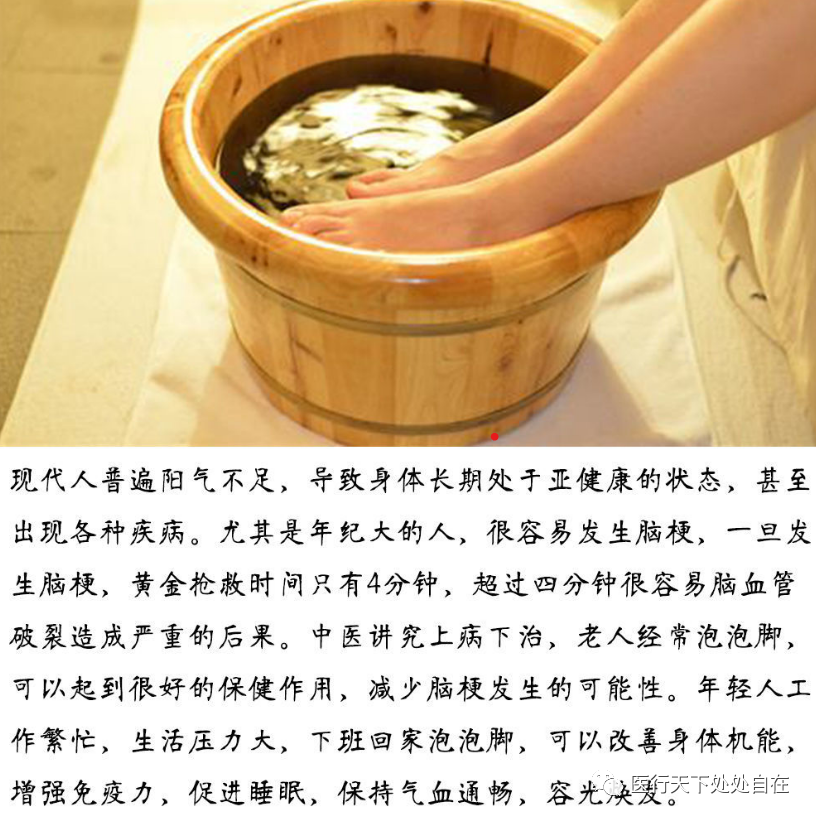 现代人普遍阳气不足，导致身体长期处于亚健康的状态，甚至
出现各种疾病。尤其是年纪大的人，很容易发生脑梗，一旦发
生脑梗，黄金抢救时间只有4分钟，超过四分钟很容易脑血管
破裂造成严重的后果。中医讲究上病下治，老人经常泡泡脚，
可以起到很好的保健作用，减少脑梗发生的可能性。年轻人工
作繁忙，生活压力大，下班回家泡泡脚，可以改善身体机能，
增强免疫力，促进睡眠，保持气血通畅，容光焕发。
医行天下处处自在